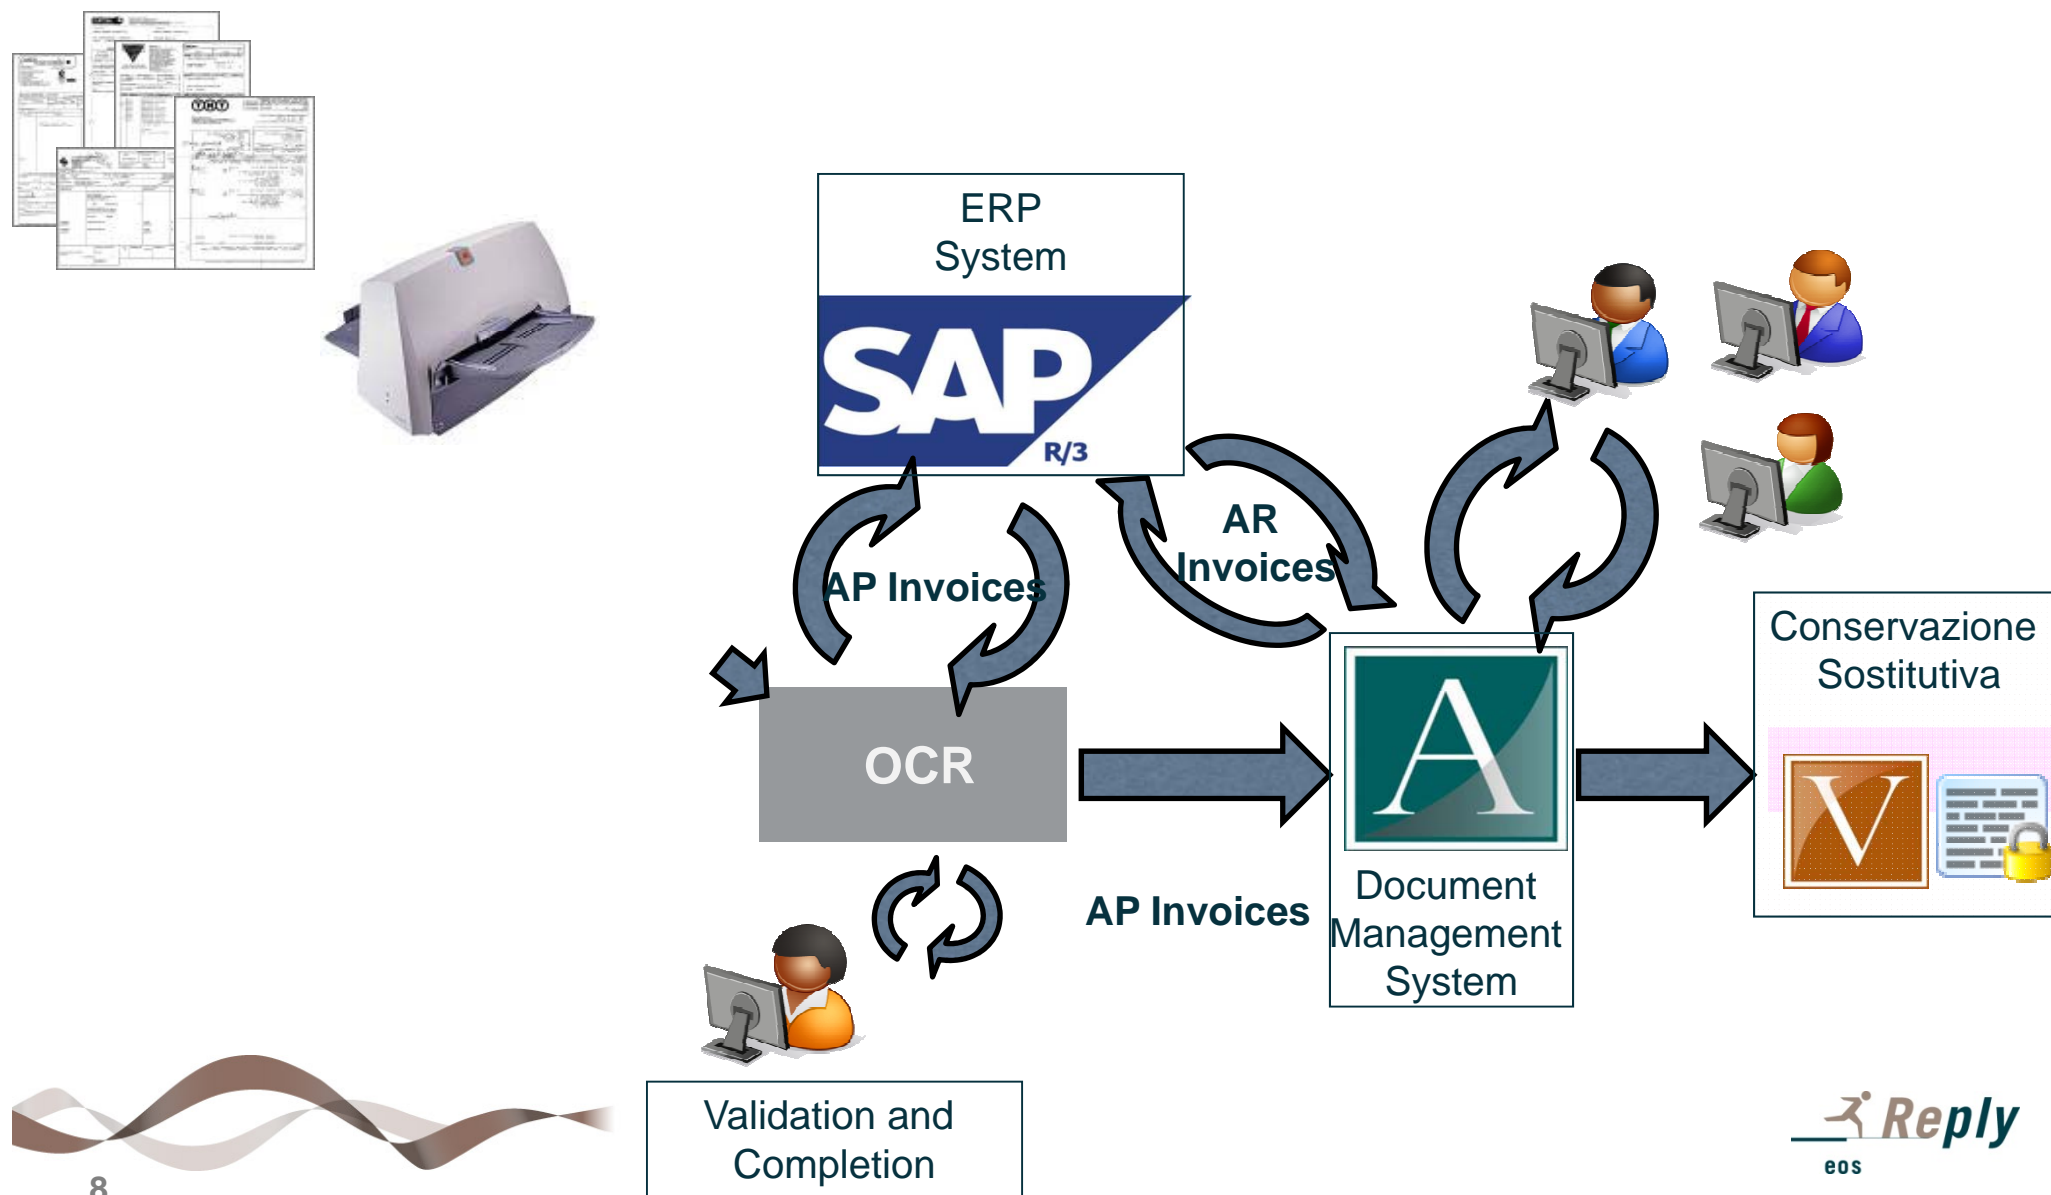 TNT
ERP
System
SAP
R/3
AR
Invoices
AP Invoices
Conservazione
Sostitutiva
OCR
A
V
Document
Management
System
AP Invoices
Validation and
Completion
Reply
eos
8